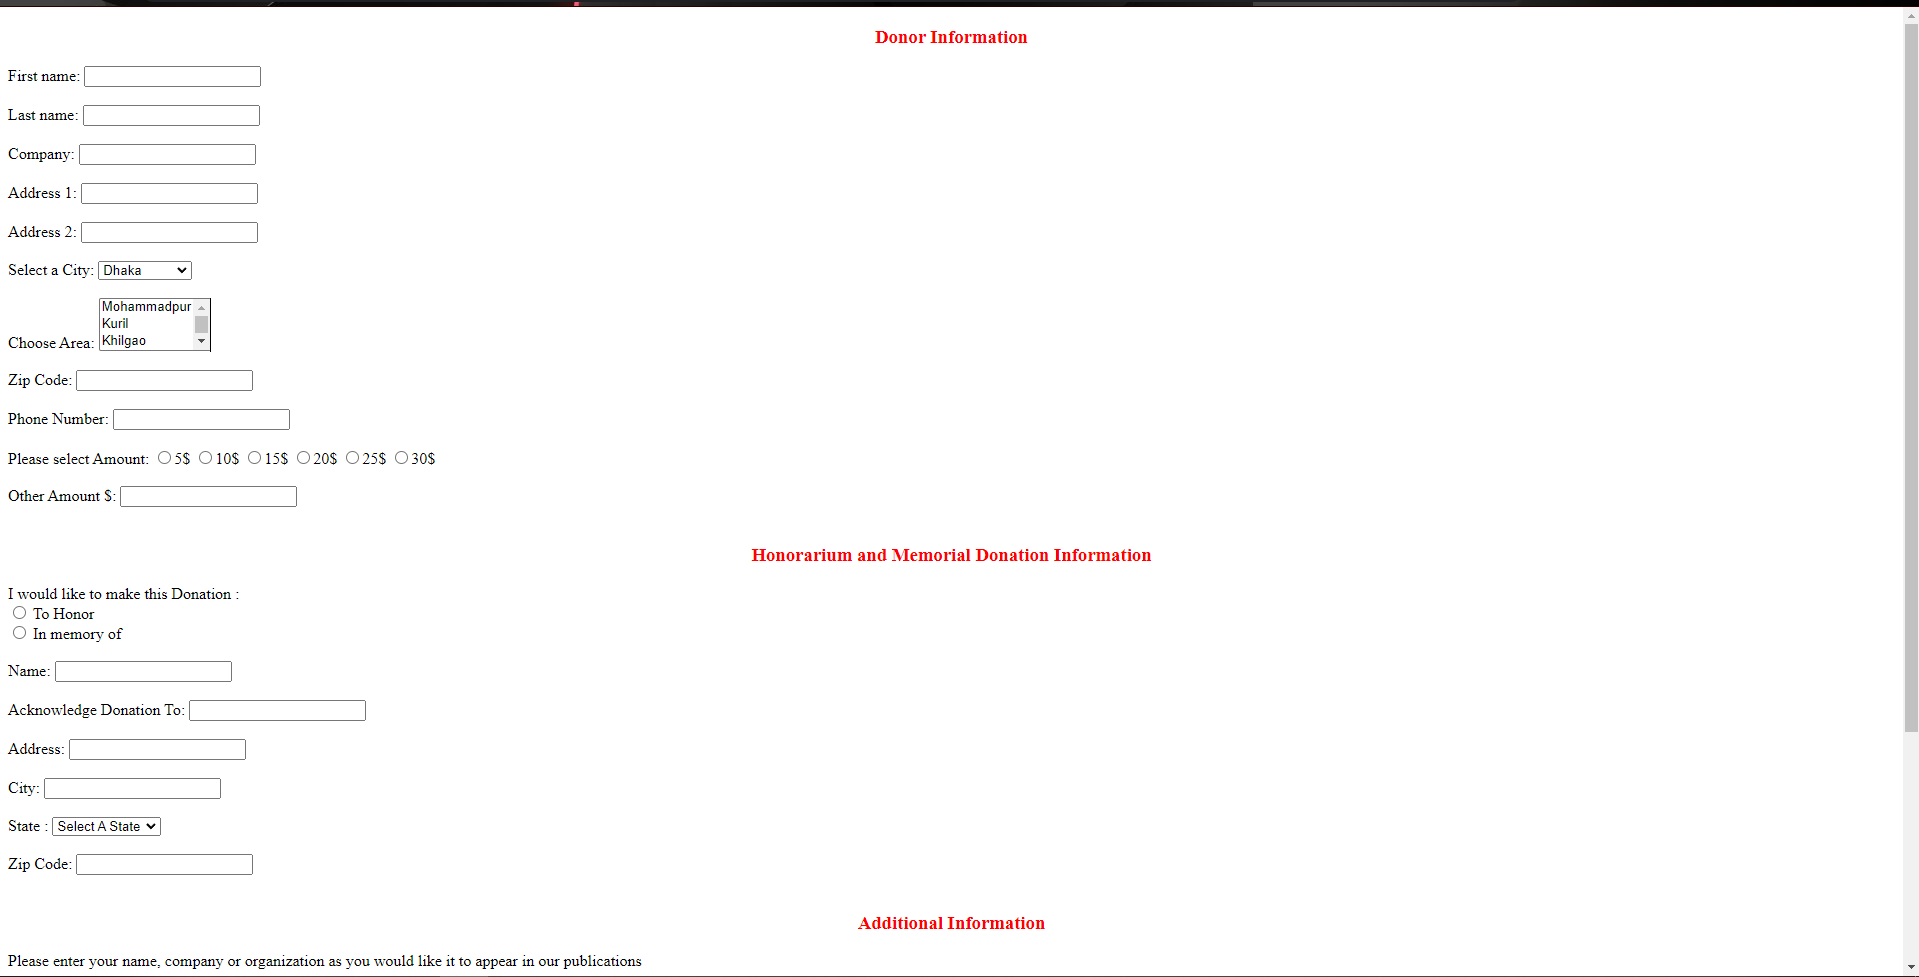 Donor Information
First name:
Last name:
Company:
Address 1:
Address 2:
Select a City: Dhaka
Mohammadpur
Kuril
Choose Area: Khilgao
Zip Code:
Phone Number:
Please select Amount: 5$ 10$ 15$ 20$ 25$ 30$
Other Amount $:
Honorarium and Memorial Donation Information
I would like to make this Donation :
To Honor
In memory of
Name:
Acknowledge Donation To:
Address:
City:
State : Select A State
Zip Code:
Additional Information
Please enter your name, company or organization as you would like it to appear in our publications